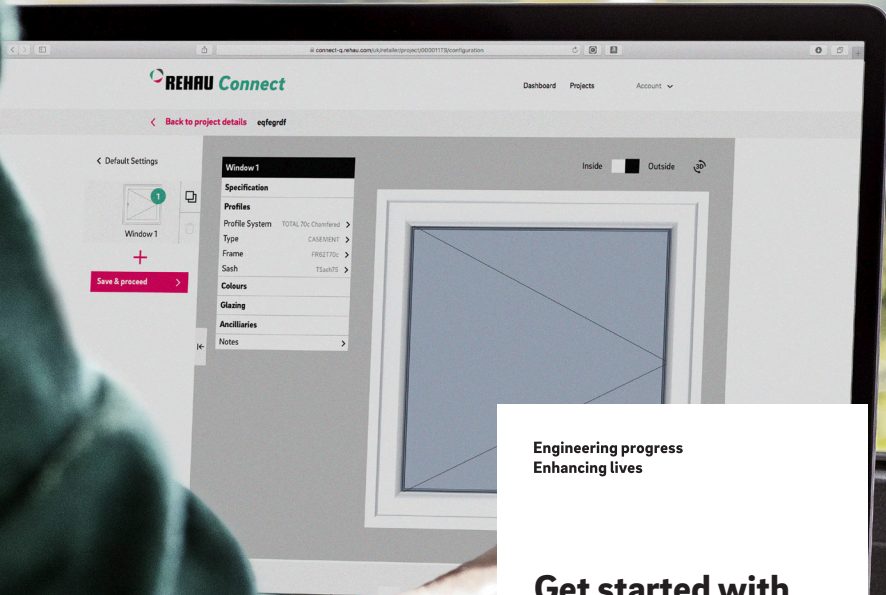 connect-q.rehau.com/uk/retailer/project/00001178/configuration
REHAU Connect
Dashboard Projects Account
Back to project details eqfegrdf
Default Settings
1
Window 1
Save & proceed
Window 1
Specification
Profiles
Profile System TOTAL 70c Chamfered
Type CASEMENT
Frame FR62T70c
Sash TSash75
Colours
Glazing
Ancilliaries
Notes
Inside Outside 3D
Engineering progress
Enhancing lives
Get started with